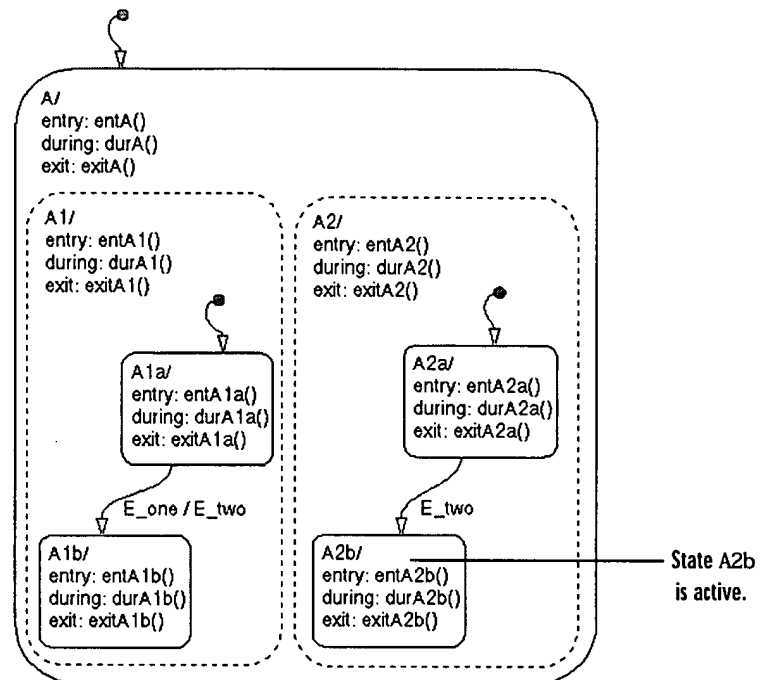 A/
entry: entA()
during: durA()
exit: exitA()
A1/
entry: entA1()
during: durA1()
exit: exitA1()
A2/
entry: entA2()
during: durA2()
exit: exitA2()
A1a/
entry: entA1a()
during: durA1a()
exit: exitA1a()
A2a/
entry: entA2a()
during: durA2a()
exit: exitA2a()
E_one / E_two
E_two
A1b/
entry: entA1b()
during: durA1b()
exit: exitA1b()
A2b/
entry: entA2b()
during: durA2b()
exit: exitA2b()
State A2b
is active.